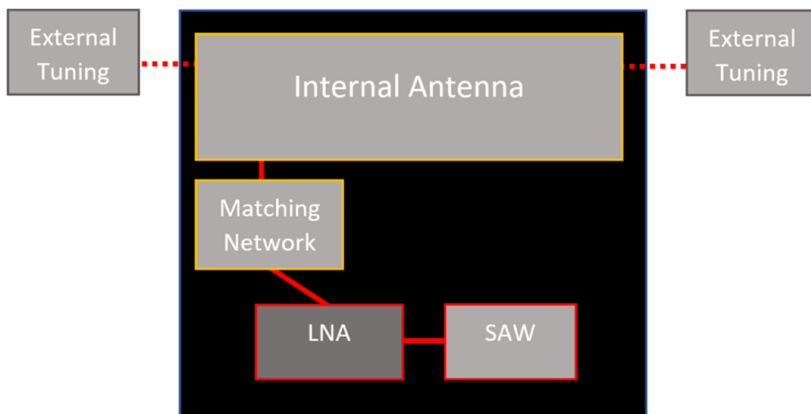 External
Tuning
Internal Antenna
External
Tuning
Matching
Network
LNA
SAW